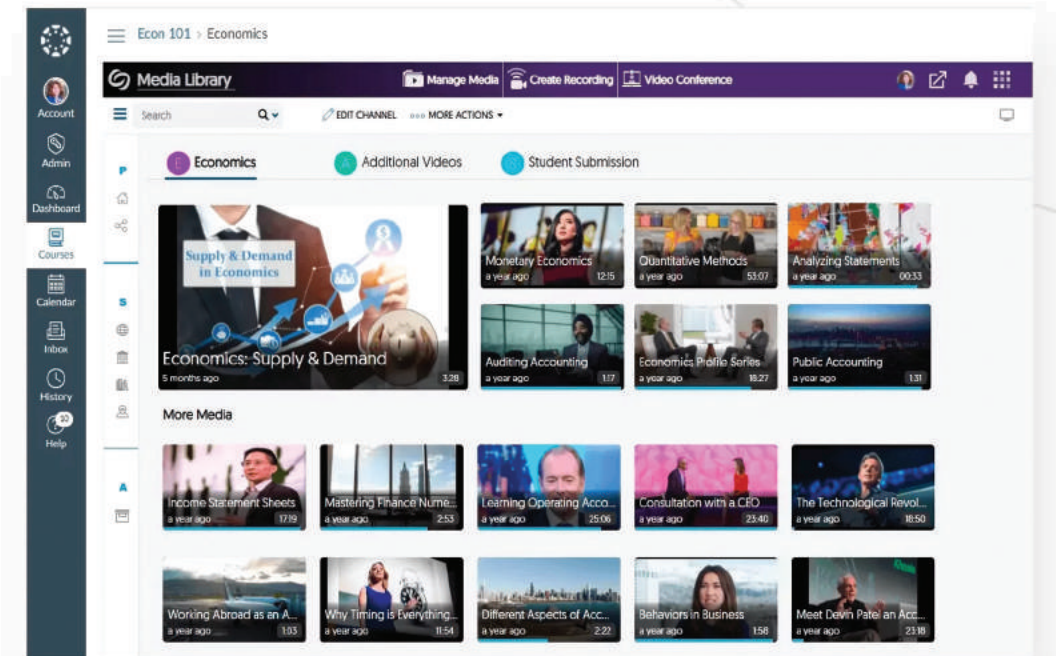 Econ 101 > Economics
Media Library
Manage Media
Create Recording
Video Conference
Account
Admin
Dashboard
Courses
Calendar
Inbox
History
10
Help
Search
EDIT CHANNEL
MORE ACTIONS
P
S
A
E Economics
A Additional Videos
S Student Submission
Supply & Demand
in Economics
Economics: Supply & Demand
5 months ago 3:28
Monetary Economics
a year ago 12:15
Quantitative Methods
a year ago 53:07
Analyzing Statements
a year ago 00:33
Auditing Accounting
a year ago 1:17
Economics Profile Series
a year ago 18:27
Public Accounting
a year ago 1:31
More Media
Income Statement Sheets
a year ago 17:19
Mastering Finance Nume...
a year ago 2:53
Learning Operating Acco...
a year ago 25:06
Consultation with a CEO
a year ago 23:40
The Technological Revol...
a year ago 18:50
Working Abroad as an A...
a year ago 1:03
Why Timing is Everything...
a year ago 11:54
Different Aspects of Acc...
a year ago 2:22
Behaviors in Business
a year ago 1:58
Meet Devin Patel an Acc...
a year ago 23:18